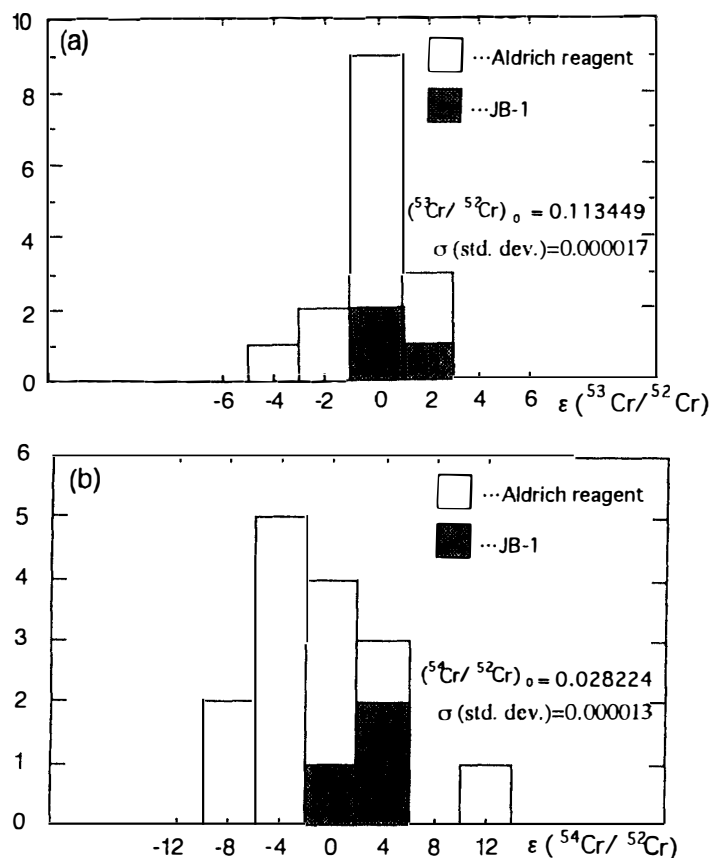 (a)
10
8
6
4
2
0
□ ···Aldrich reagent
■ ···JB-1
(⁵³Cr/ ⁵²Cr)₀ = 0.113449
σ (std. dev.)=0.000017
-6 -4 -2 0 2 4 6 ε (⁵³Cr/⁵²Cr)
(b)
6
5
4
3
2
1
0
□ ···Aldrich reagent
■ ···JB-1
(⁵⁴Cr/ ⁵²Cr)₀ = 0.028224
σ (std. dev.)=0.000013
-12 -8 -4 0 4 8 12 ε (⁵⁴Cr/ ⁵²Cr)